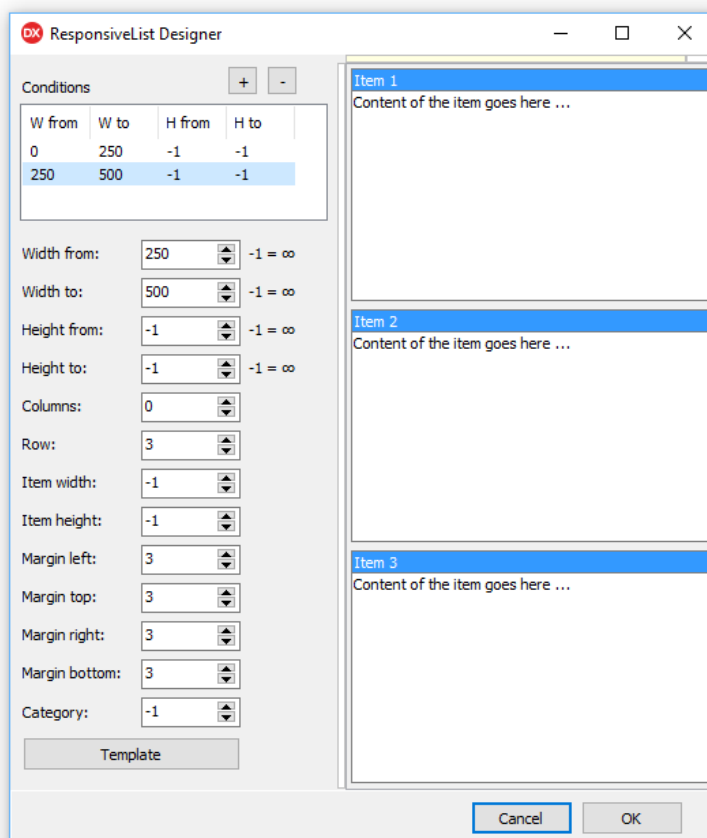 DX ResponsiveList Designer
Conditions + -
W from W to H from H to
0 250 -1 -1
250 500 -1 -1
Width from: 250 -1 = ∞
Width to: 500 -1 = ∞
Height from: -1 -1 = ∞
Height to: -1 -1 = ∞
Columns: 0
Row: 3
Item width: -1
Item height: -1
Margin left: 3
Margin top: 3
Margin right: 3
Margin bottom: 3
Category: -1
Template
Item 1
Content of the item goes here ...
Item 2
Content of the item goes here ...
Item 3
Content of the item goes here ...
Cancel OK